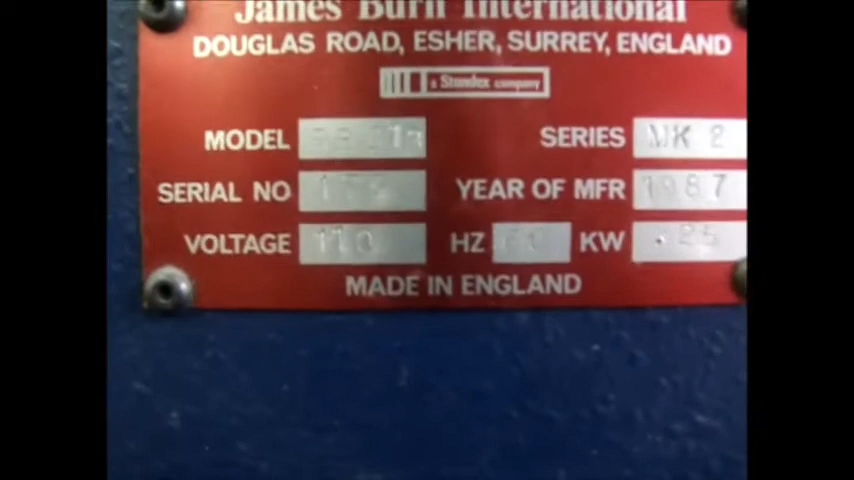 James Burn International
DOUGLAS ROAD, ESHER, SURREY, ENGLAND
a Standex company
MODEL SERIES MK 2
SERIAL NO YEAR OF MFR 1987
VOLTAGE 110 HZ KW .25
MADE IN ENGLAND